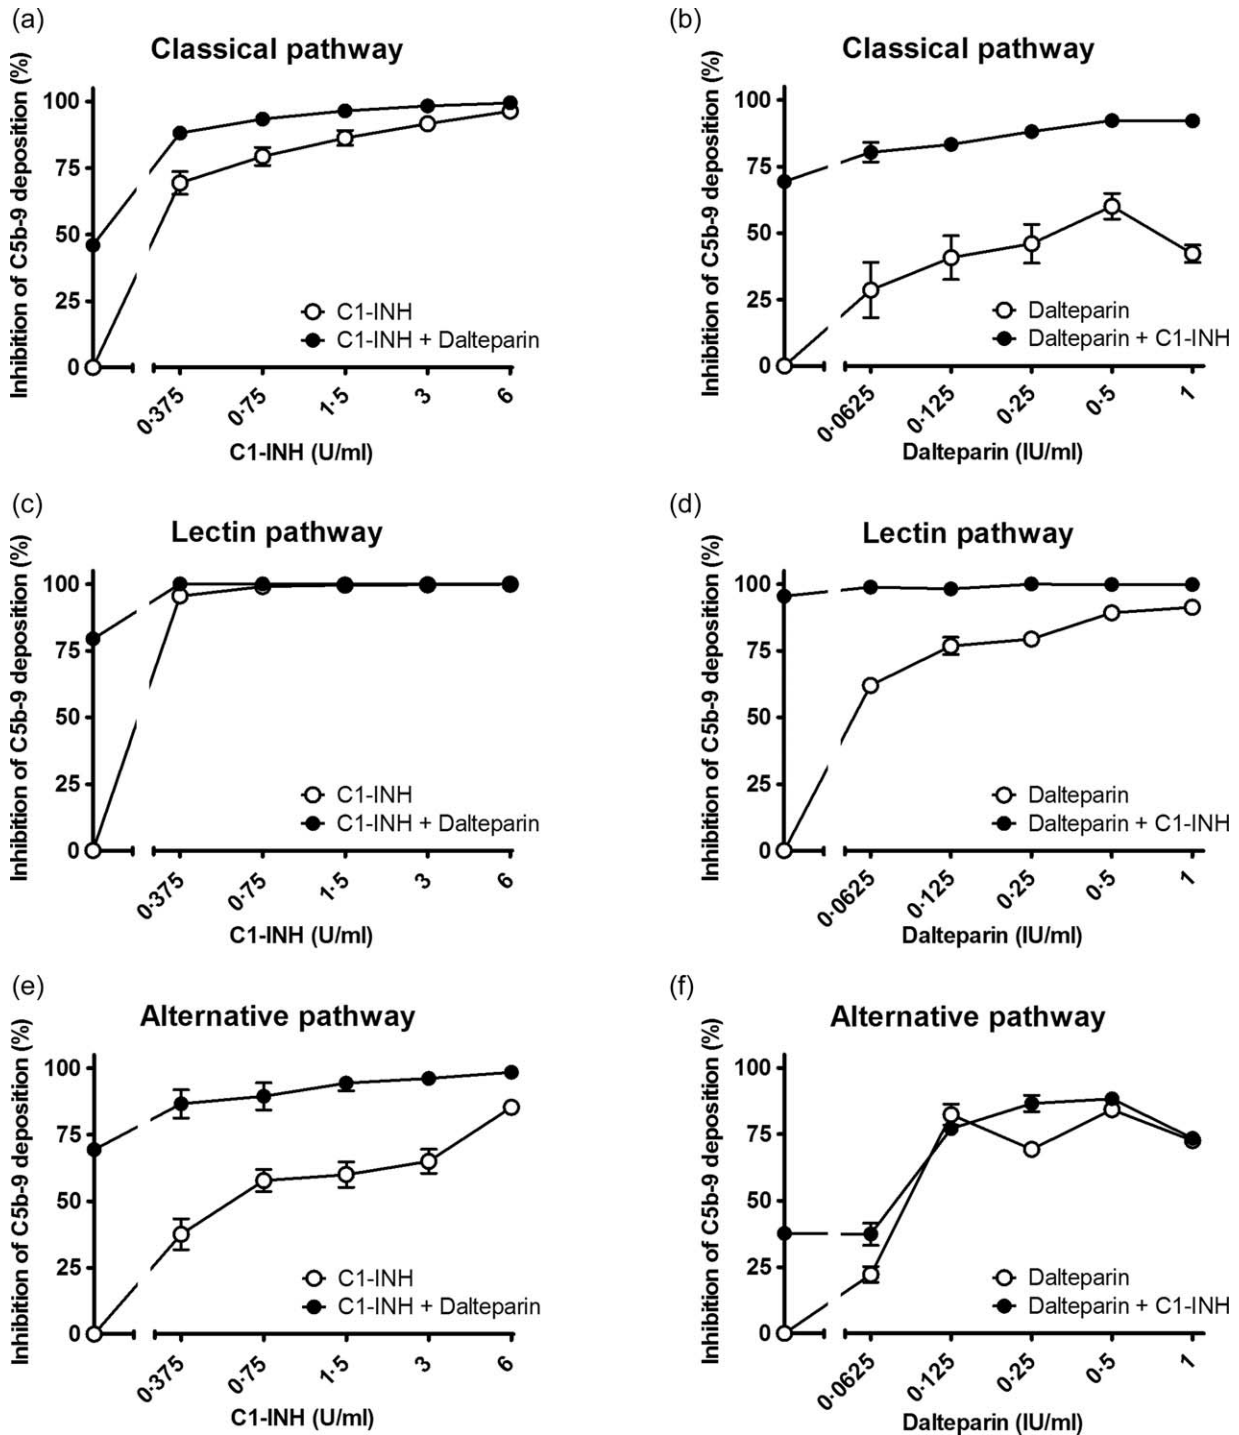 (a)
Classical pathway
Inhibition of C5b-9 deposition (%)
100
75
50
25
0
C1-INH
C1-INH + Dalteparin
0·375
0·75
1·5
3
6
C1-INH (U/ml)
(b)
Classical pathway
Inhibition of C5b-9 deposition (%)
100
75
50
25
0
Dalteparin
Dalteparin + C1-INH
0·0625
0·125
0·25
0·5
1
Dalteparin (IU/ml)
(c)
Lectin pathway
Inhibition of C5b-9 deposition (%)
100
75
50
25
0
C1-INH
C1-INH + Dalteparin
0·375
0·75
1·5
3
6
C1-INH (U/ml)
(d)
Lectin pathway
Inhibition of C5b-9 deposition (%)
100
75
50
25
0
Dalteparin
Dalteparin + C1-INH
0·0625
0·125
0·25
0·5
1
Dalteparin (IU/ml)
(e)
Alternative pathway
Inhibition of C5b-9 deposition (%)
100
75
50
25
0
C1-INH
C1-INH + Dalteparin
0·375
0·75
1·5
3
6
C1-INH (U/ml)
(f)
Alternative pathway
Inhibition of C5b-9 deposition (%)
100
75
50
25
0
Dalteparin
Dalteparin + C1-INH
0·0625
0·125
0·25
0·5
1
Dalteparin (IU/ml)